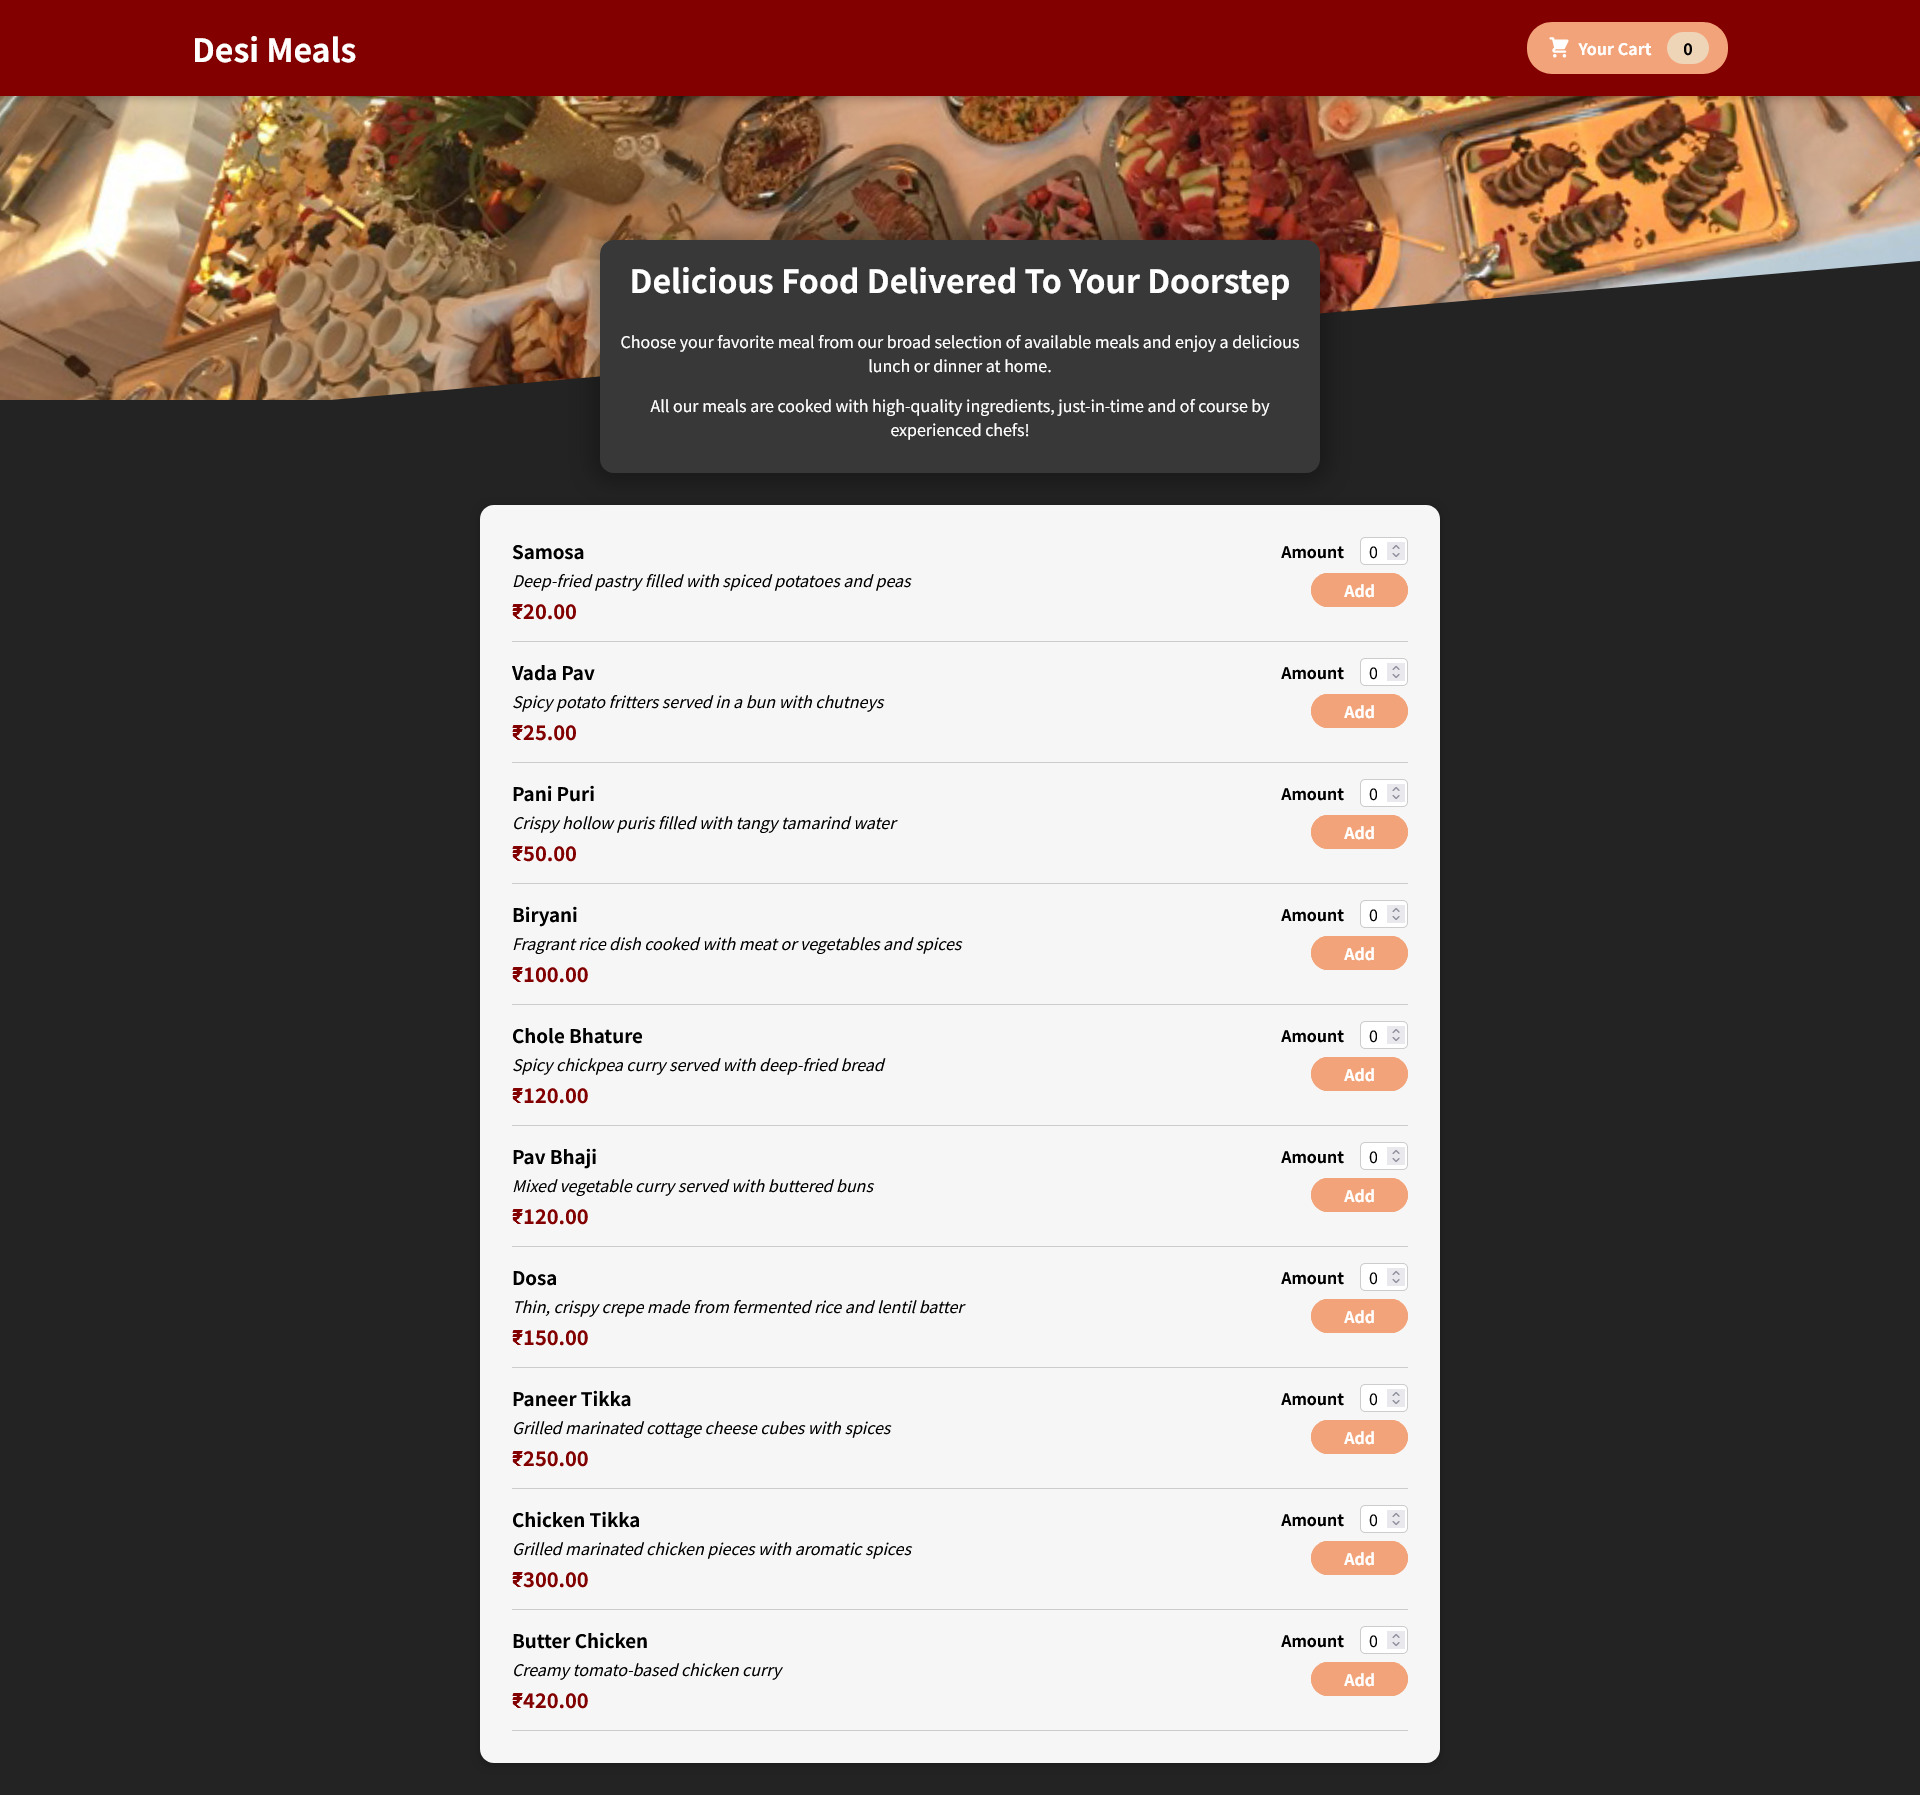 Desi Meals
Your Cart 0
Delicious Food Delivered To Your Doorstep
Choose your favorite meal from our broad selection of available meals and enjoy a delicious
lunch or dinner at home.
All our meals are cooked with high-quality ingredients, just-in-time and of course by
experienced chefs!
Samosa
Deep-fried pastry filled with spiced potatoes and peas
₹20.00
Amount 0
Add
Vada Pav
Spicy potato fritters served in a bun with chutneys
₹25.00
Amount 0
Add
Pani Puri
Crispy hollow puris filled with tangy tamarind water
₹50.00
Amount 0
Add
Biryani
Fragrant rice dish cooked with meat or vegetables and spices
₹100.00
Amount 0
Add
Chole Bhature
Spicy chickpea curry served with deep-fried bread
₹120.00
Amount 0
Add
Pav Bhaji
Mixed vegetable curry served with buttered buns
₹120.00
Amount 0
Add
Dosa
Thin, crispy crepe made from fermented rice and lentil batter
₹150.00
Amount 0
Add
Paneer Tikka
Grilled marinated cottage cheese cubes with spices
₹250.00
Amount 0
Add
Chicken Tikka
Grilled marinated chicken pieces with aromatic spices
₹300.00
Amount 0
Add
Butter Chicken
Creamy tomato-based chicken curry
₹420.00
Amount 0
Add